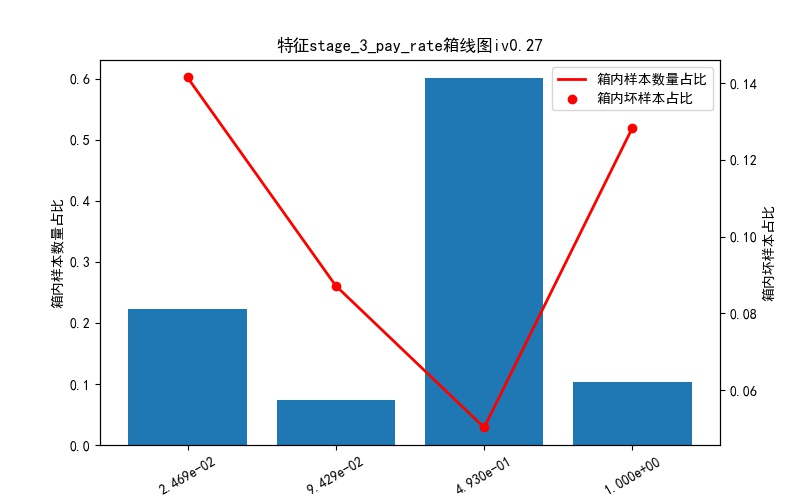 特征stage_3_pay_rate箱线图iv0.27
箱内样本数量占比
箱内坏样本占比
0.6
0.5
0.4
0.3
0.2
0.1
0.0
箱内样本数量占比
0.14
0.12
0.10
0.08
0.06
箱内坏样本占比
2.469e-02
9.429e-02
4.930e-01
1.000e+00